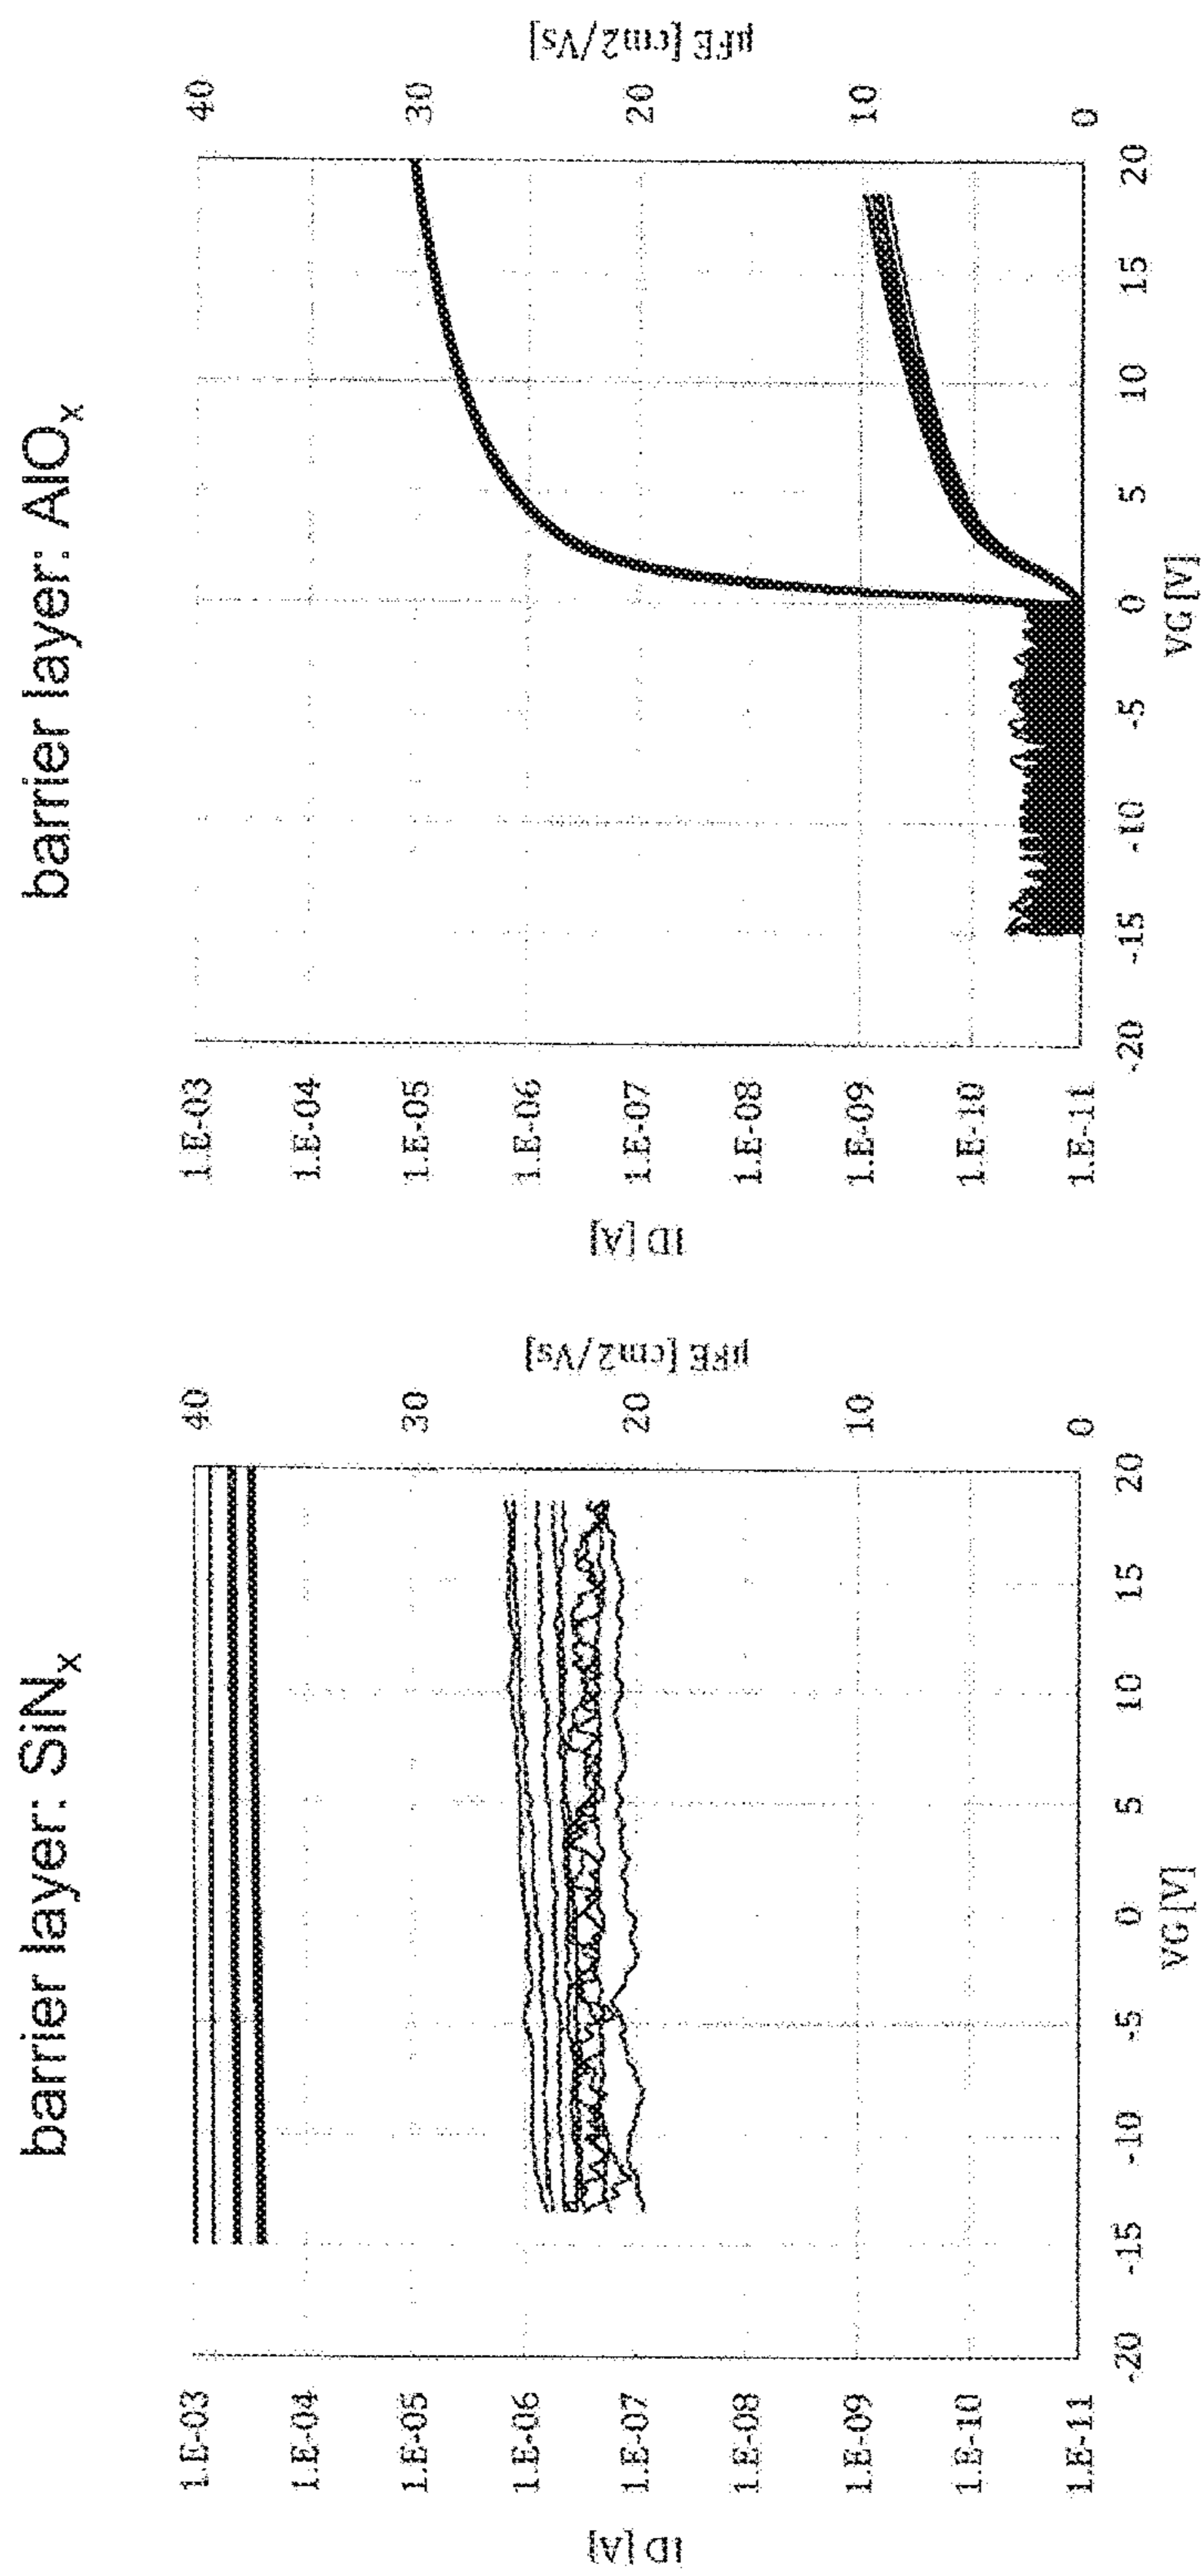 barrier layer: SiNx
ID [A]
1.E-03
1.E-04
1.E-05
1.E-06
1.E-07
1.E-08
1.E-09
1.E-10
1.E-11
-20
-15
-10
-5
0
5
10
15
20
VG [V]
40
30
20
10
0
μFE [cm2/Vs]
barrier layer: AlOx
ID [A]
1.E-03
1.E-04
1.E-05
1.E-06
1.E-07
1.E-08
1.E-09
1.E-10
1.E-11
-20
-15
-10
-5
0
5
10
15
20
VG [V]
40
30
20
10
0
μFE [cm2/Vs]